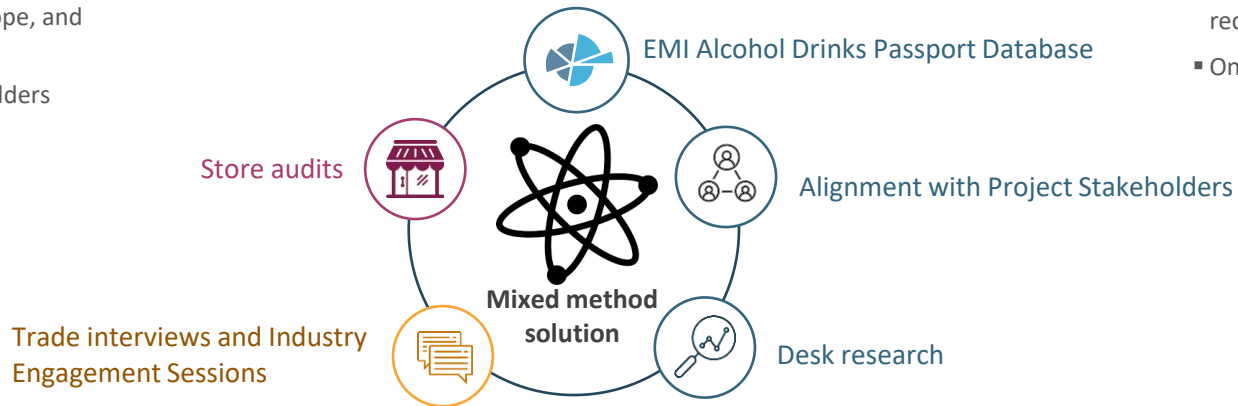 ope, and
lders
▪ On
EMI Alcohol Drinks Passport Database
Store audits
Alignment with Project Stakeholders
Mixed method
solution
Trade interviews and Industry
Engagement Sessions
Desk research